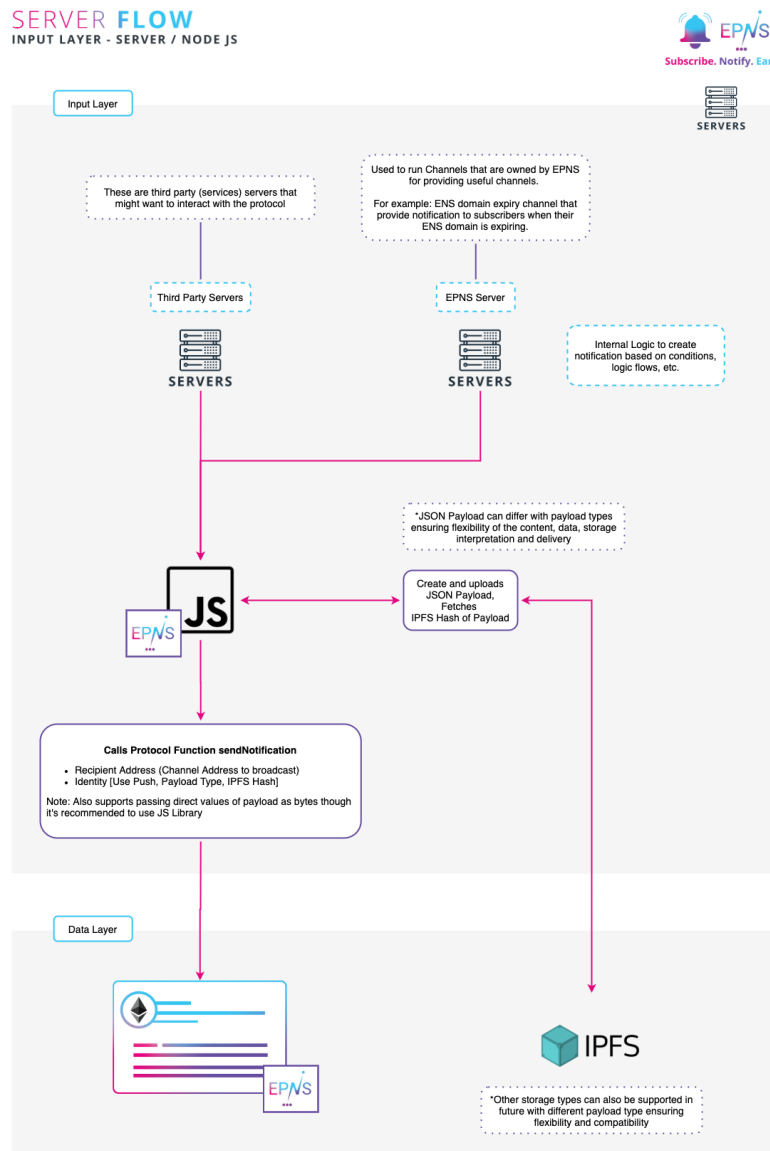 SERVER FLOW
INPUT LAYER - SERVER / NODE JS
EPNS
Subscribe. Notify. Ea
Input Layer
SERVERS
These are third party (services) servers that
might want to interact with the protocol
Used to run Channels that are owned by EPNS
for providing useful channels.
For example: ENS domain expiry channel that
provide notification to subscribers when their
ENS domain is expiring.
Third Party Servers
EPNS Server
SERVERS
SERVERS
Internal Logic to create
notification based on conditions,
logic flows, etc.
*JSON Payload can differ with payload types
ensuring flexibility of the content, data, storage
interpretation and delivery
JS
EPNS
Create and uploads
JSON Payload,
Fetches
IPFS Hash of Payload
Calls Protocol Function sendNotification
• Recipient Address (Channel Address to broadcast)
• Identity [Use Push, Payload Type, IPFS Hash]
Note: Also supports passing direct values of payload as bytes though
it's recommended to use JS Library
Data Layer
EPNS
IPFS
*Other storage types can also be supported in
future with different payload type ensuring
flexibility and compatibility